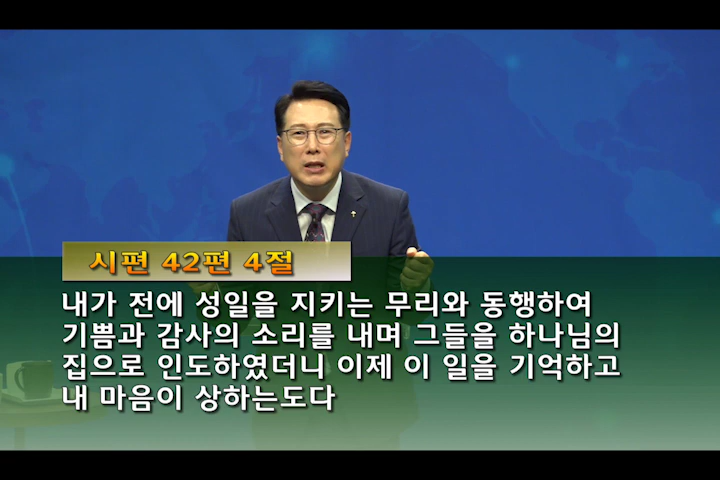 시편 42편 4절
내가 전에 성일을 지키는 무리와 동행하여
기쁨과 감사의 소리를 내며 그들을 하나님의
집으로 인도하였더니 이제 이 일을 기억하고
내 마음이 상하는도다